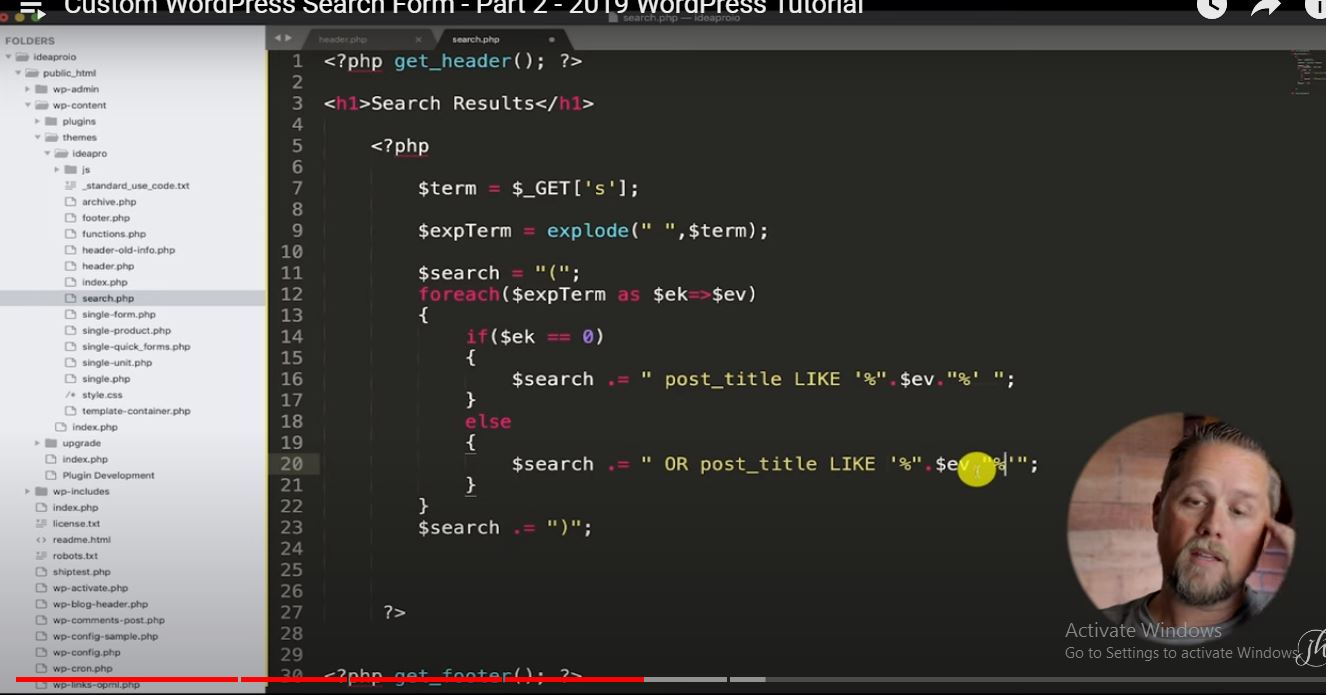 Custom WordPress Search Form - Part 2 - 2019 WordPress Tutorial
search.php — ideaproio
FOLDERS
ideaproio
public_html
wp-admin
wp-content
plugins
themes
ideapro
js
_standard_use_code.txt
archive.php
footer.php
functions.php
header-old-info.php
header.php
index.php
search.php
single-form.php
single-product.php
single-quick_forms.php
single-unit.php
single.php
style.css
template-container.php
index.php
upgrade
index.php
Plugin Development
wp-includes
index.php
license.txt
readme.html
robots.txt
shiptest.php
wp-activate.php
wp-blog-header.php
wp-comments-post.php
wp-config-sample.php
wp-config.php
wp-cron.php
wp-links-opml.php
header.php
search.php
1 <?php get_header(); ?>
2
3 <h1>Search Results</h1>
4
5 <?php
6
7 $term = $_GET['s'];
8
9 $expTerm = explode(" ",$term);
10
11 $search = "(";
12 foreach($expTerm as $ek=>$ev)
13 {
14 if($ek == 0)
15 {
16 $search .= " post_title LIKE '%".$ev."%' ";
17 }
18 else
19 {
20 $search .= " OR post_title LIKE '%".$ev."%'";
21 }
22 }
23 $search .= ")";
24
25
26
27 ?>
28
29
30 <?php get_footer(); ?>
Activate Windows
Go to Settings to activate Windows.